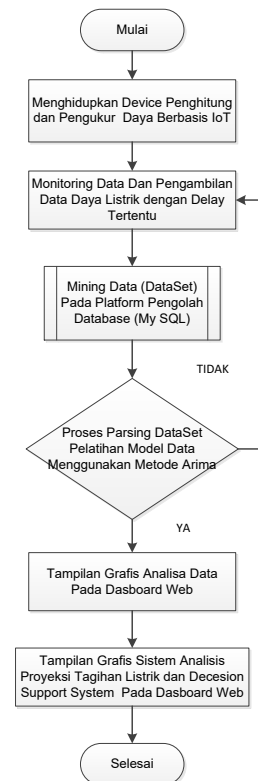 Mulai
Menghidupkan Device Penghitung
dan Pengukur Daya Berbasis IoT
Monitoring Data Dan Pengambilan
Data Daya Listrik dengan Delay
Tertentu
Mining Data (DataSet)
Pada Platform Pengolah
Database (My SQL)
TIDAK
Proses Parsing DataSet
Pelatihan Model Data
Menggunakan Metode Arima
YA
Tampilan Grafis Analisa Data
Pada Dasboard Web
Tampilan Grafis Sistem Analisis
Proyeksi Tagihan Listrik dan Decesion
Support System Pada Dasboard Web
Selesai